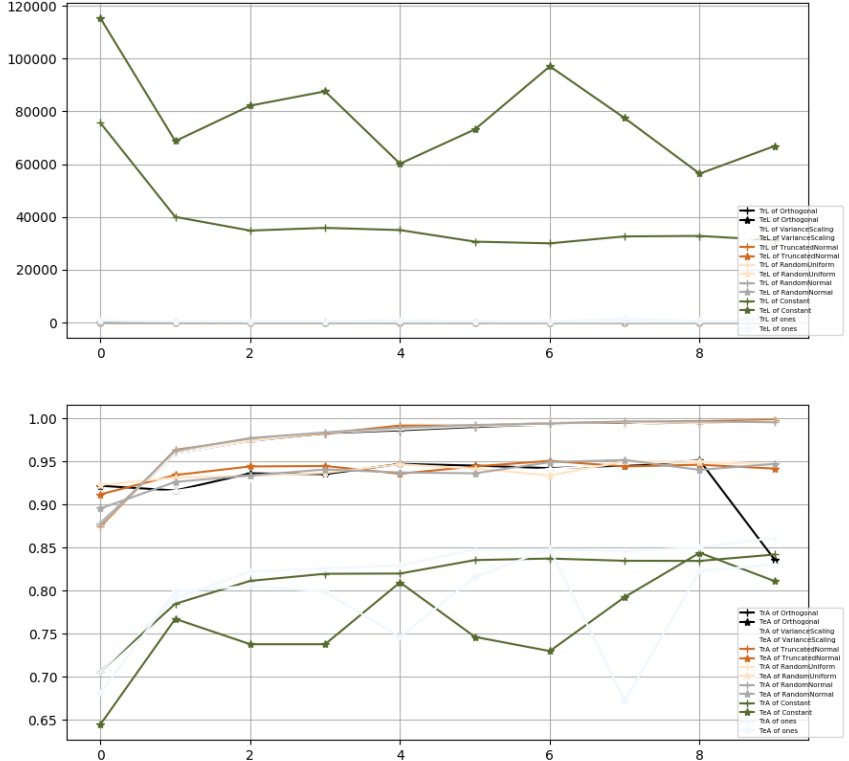 120000
100000
80000
60000
40000
20000
0
0 2 4 6 8
TrL of Orthogonal
TeL of Orthogonal
TrL of VarianceScaling
TeL of VarianceScaling
TrL of TruncatedNormal
TeL of TruncatedNormal
TrL of RandomUniform
TeL of RandomUniform
TrL of RandomNormal
TeL of RandomNormal
TrL of Constant
TeL of Constant
TrL of ones
TeL of ones
1.00
0.95
0.90
0.85
0.80
0.75
0.70
0.65
0 2 4 6 8
TrA of Orthogonal
TeA of Orthogonal
TrA of VarianceScaling
TeA of VarianceScaling
TrA of TruncatedNormal
TeA of TruncatedNormal
TrA of RandomUniform
TeA of RandomUniform
TrA of RandomNormal
TeA of RandomNormal
TrA of Constant
TeA of Constant
TrA of ones
TeA of ones